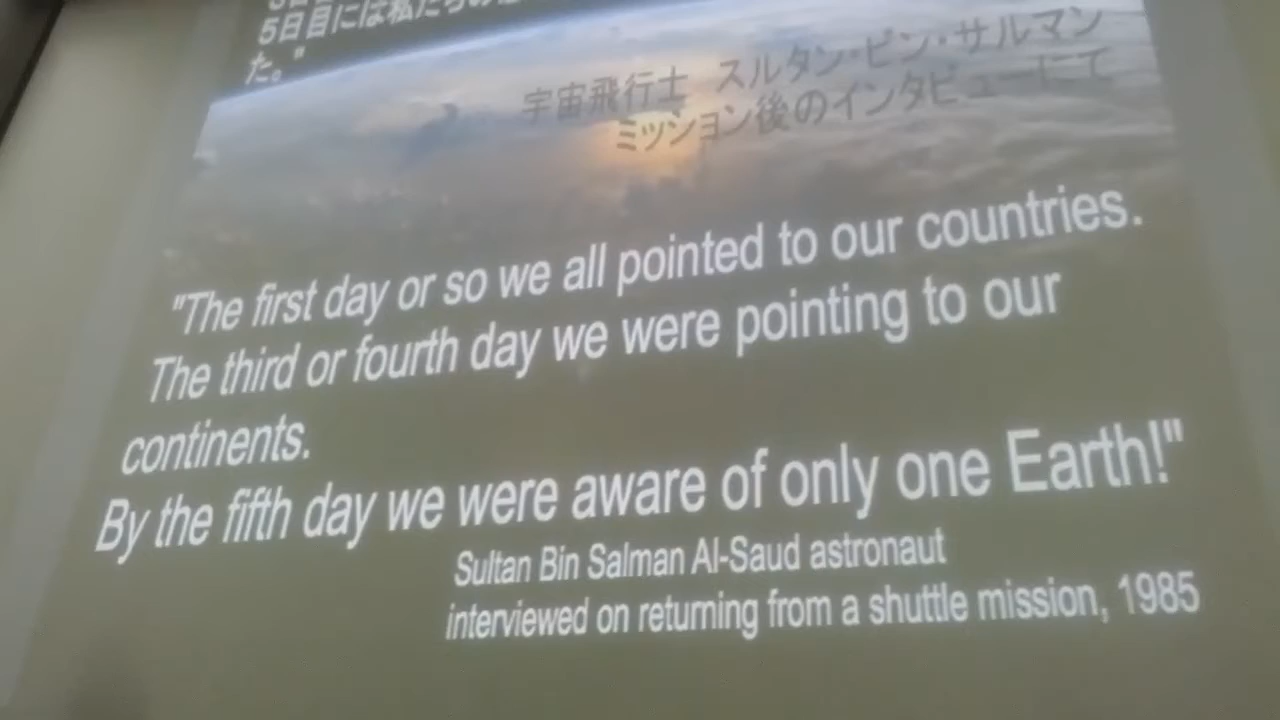 5日目には私たちの
た。"
宇宙飛行士 スルタン・ビン・サルマン
ミッション後のインタビューにて
"The first day or so we all pointed to our countries.
The third or fourth day we were pointing to our
continents.
By the fifth day we were aware of only one Earth!"
Sultan Bin Salman Al-Saud astronaut
interviewed on returning from a shuttle mission, 1985